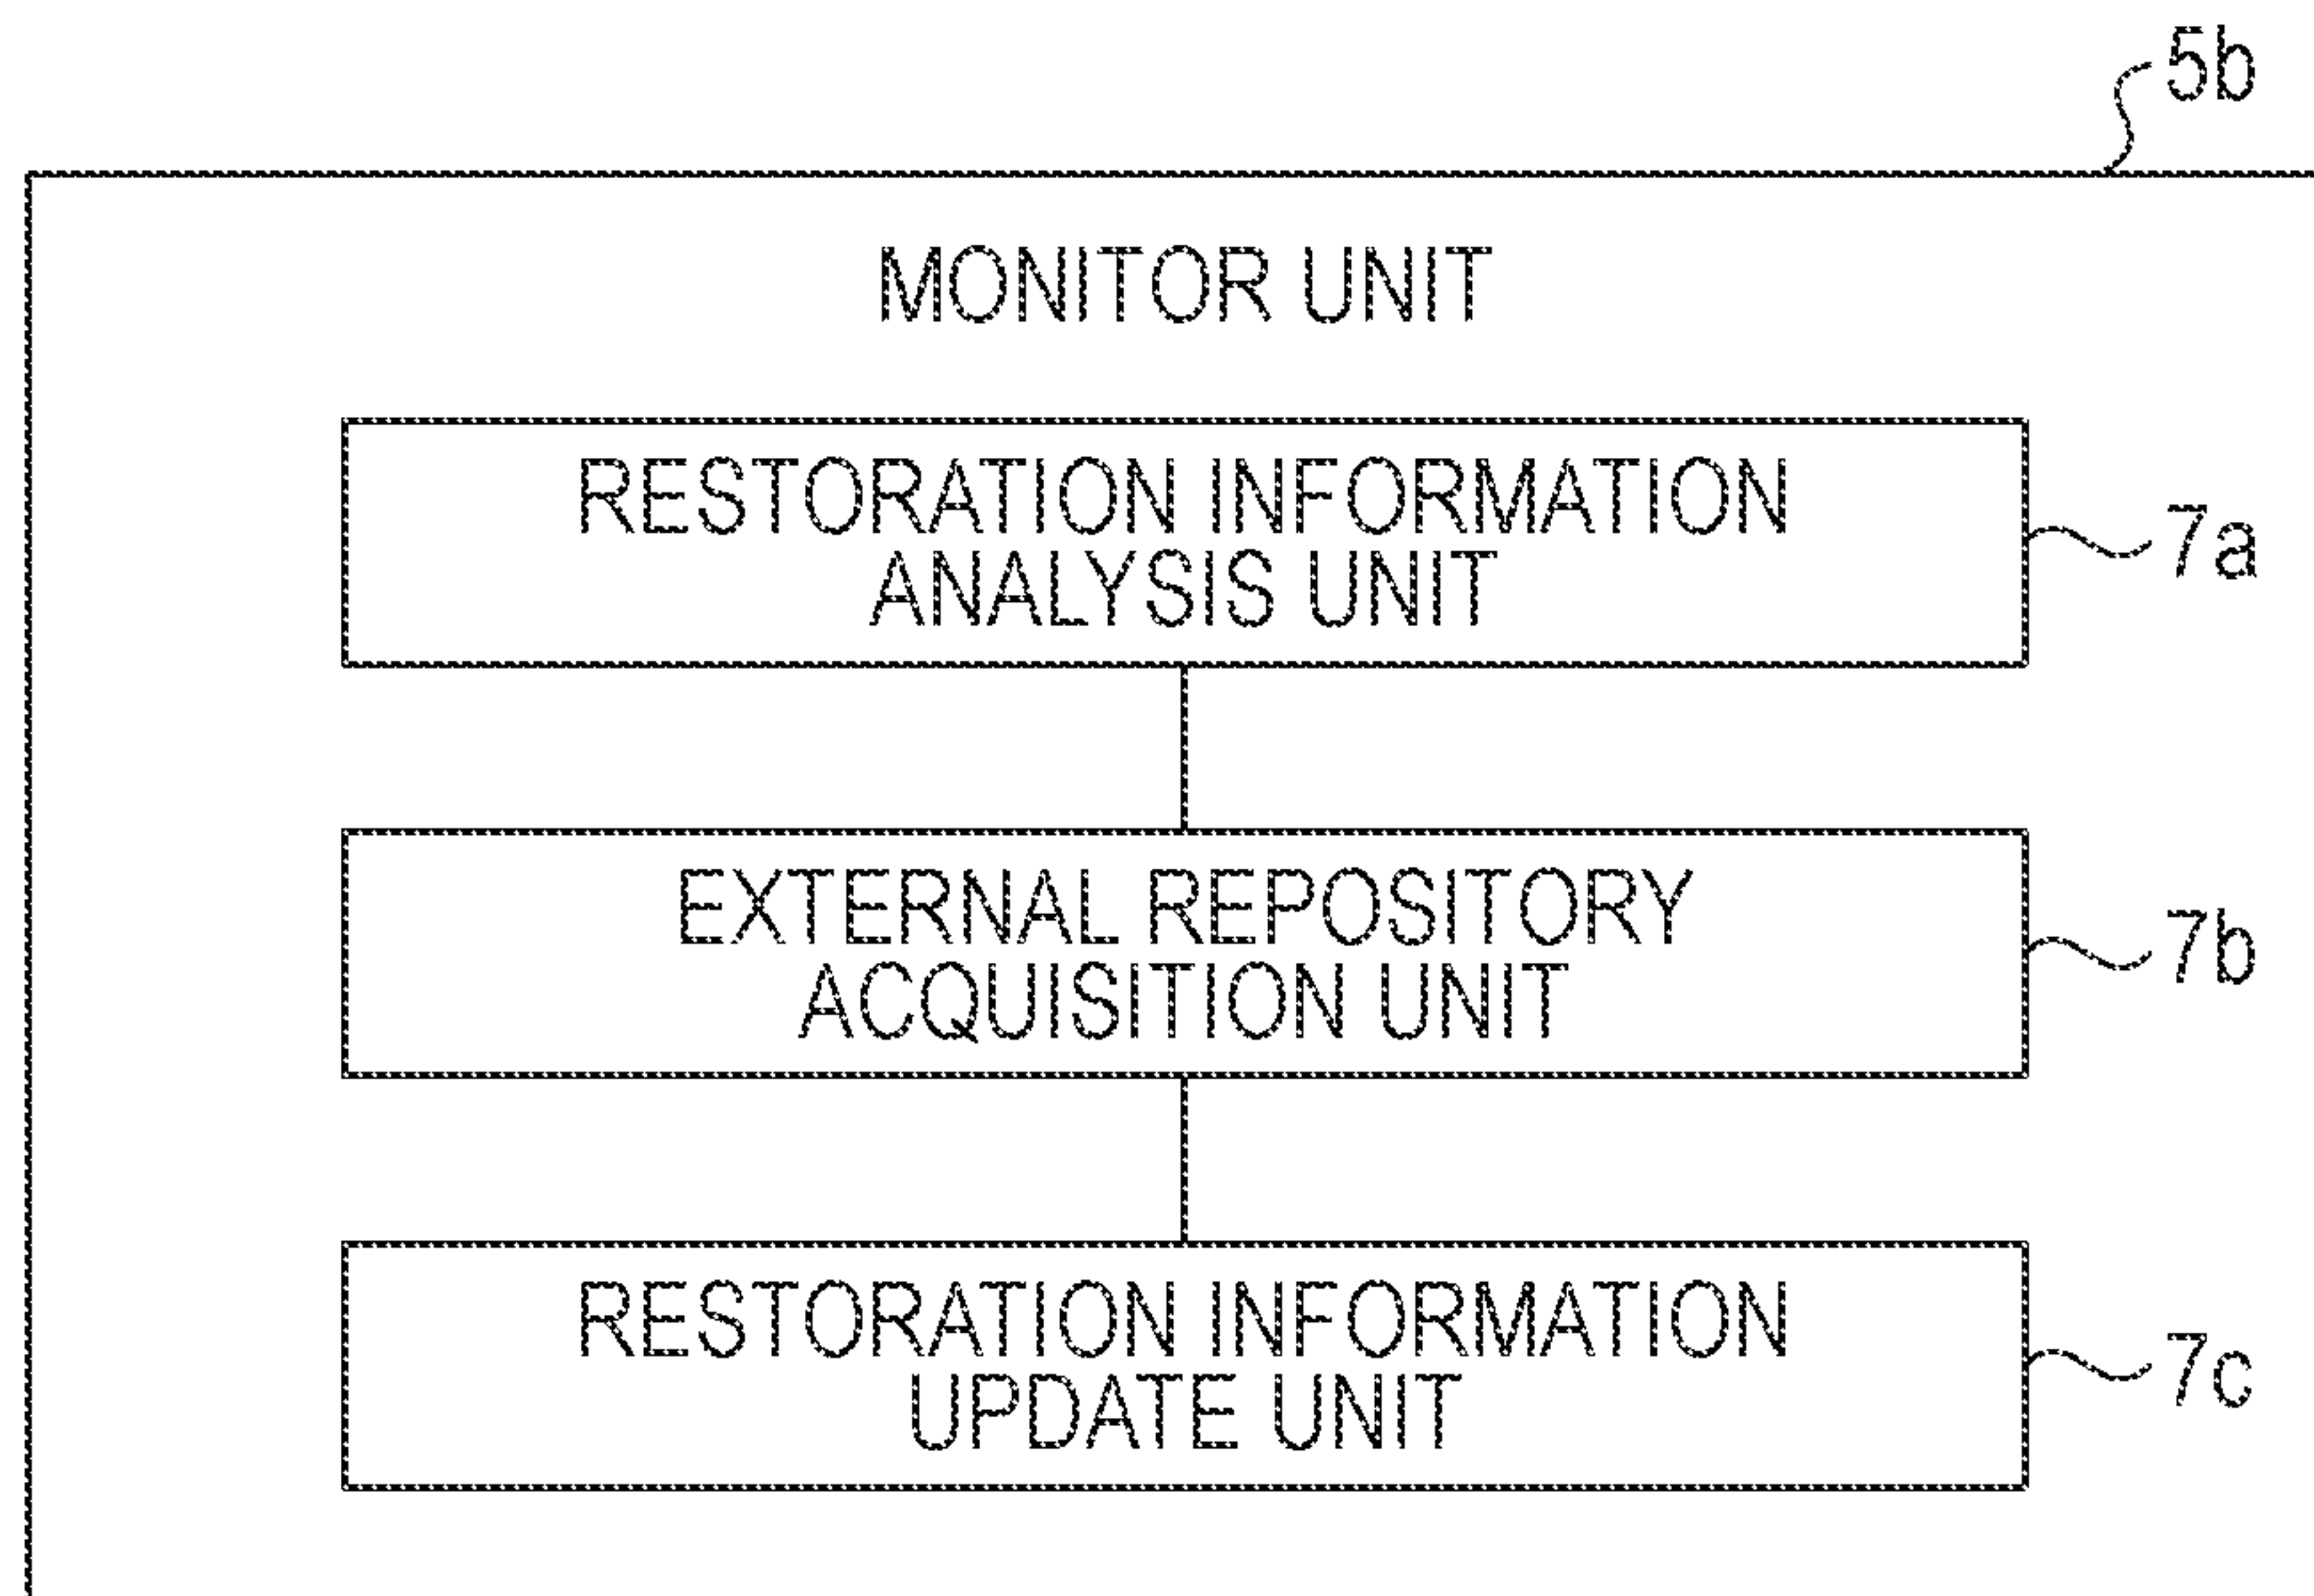 5b
MONITOR UNIT
RESTORATION INFORMATION
ANALYSIS UNIT
7a
EXTERNAL REPOSITORY
ACQUISITION UNIT
7b
RESTORATION INFORMATION
UPDATE UNIT
7c